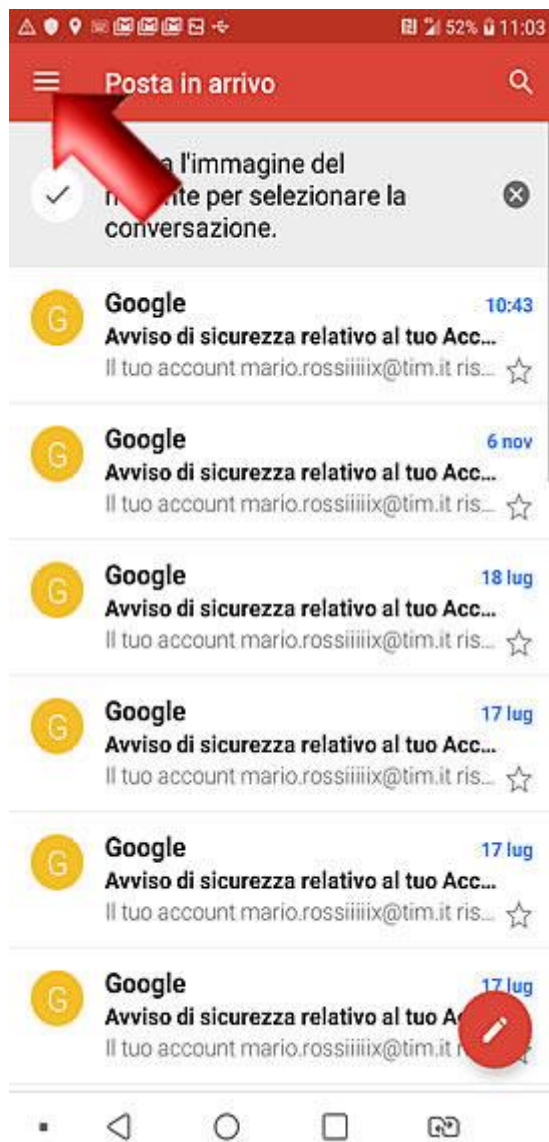 52% 11:03
Posta in arrivo
l'immagine del
per selezionare la
conversazione.
G
Google 10:43
Avviso di sicurezza relativo al tuo Acc...
Il tuo account mario.rossiiiiix@tim.it ris...
G
Google 6 nov
Avviso di sicurezza relativo al tuo Acc...
Il tuo account mario.rossiiiiix@tim.it ris...
G
Google 18 lug
Avviso di sicurezza relativo al tuo Acc...
Il tuo account mario.rossiiiiix@tim.it ris...
G
Google 17 lug
Avviso di sicurezza relativo al tuo Acc...
Il tuo account mario.rossiiiiix@tim.it ris...
G
Google 17 lug
Avviso di sicurezza relativo al tuo Acc...
Il tuo account mario.rossiiiiix@tim.it ris...
G
Google 17 lug
Avviso di sicurezza relativo al tuo A
Il tuo account mario.rossiiiiix@tim.it